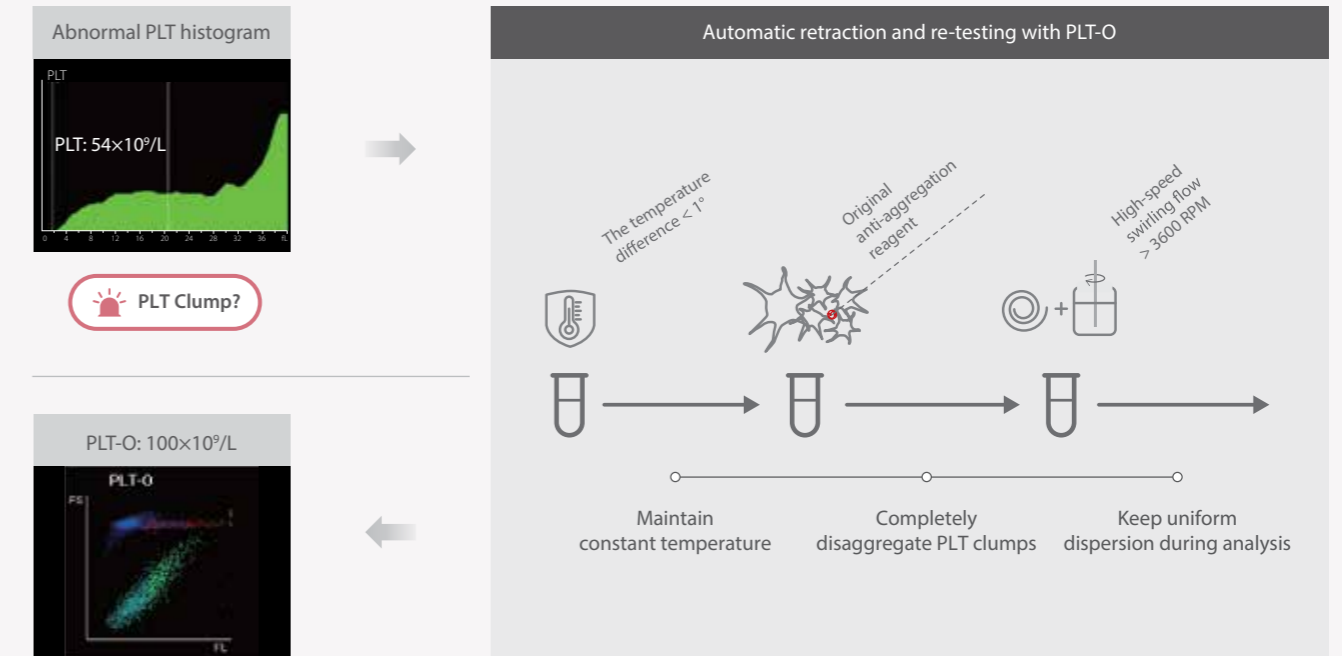 Abnormal PLT histogram
PLT
PLT: 54×10⁹/L
0 4 8 12 16 20 24 28 32 36 fL
PLT Clump?
Automatic retraction and re-testing with PLT-O
The temperature
difference < 1°
Original
anti-aggregation
reagent
High-speed
swirling flow
> 3600 RPM
Maintain
constant temperature
Completely
disaggregate PLT clumps
Keep uniform
dispersion during analysis
PLT-O: 100×10⁹/L
PLT-O
FS
FL